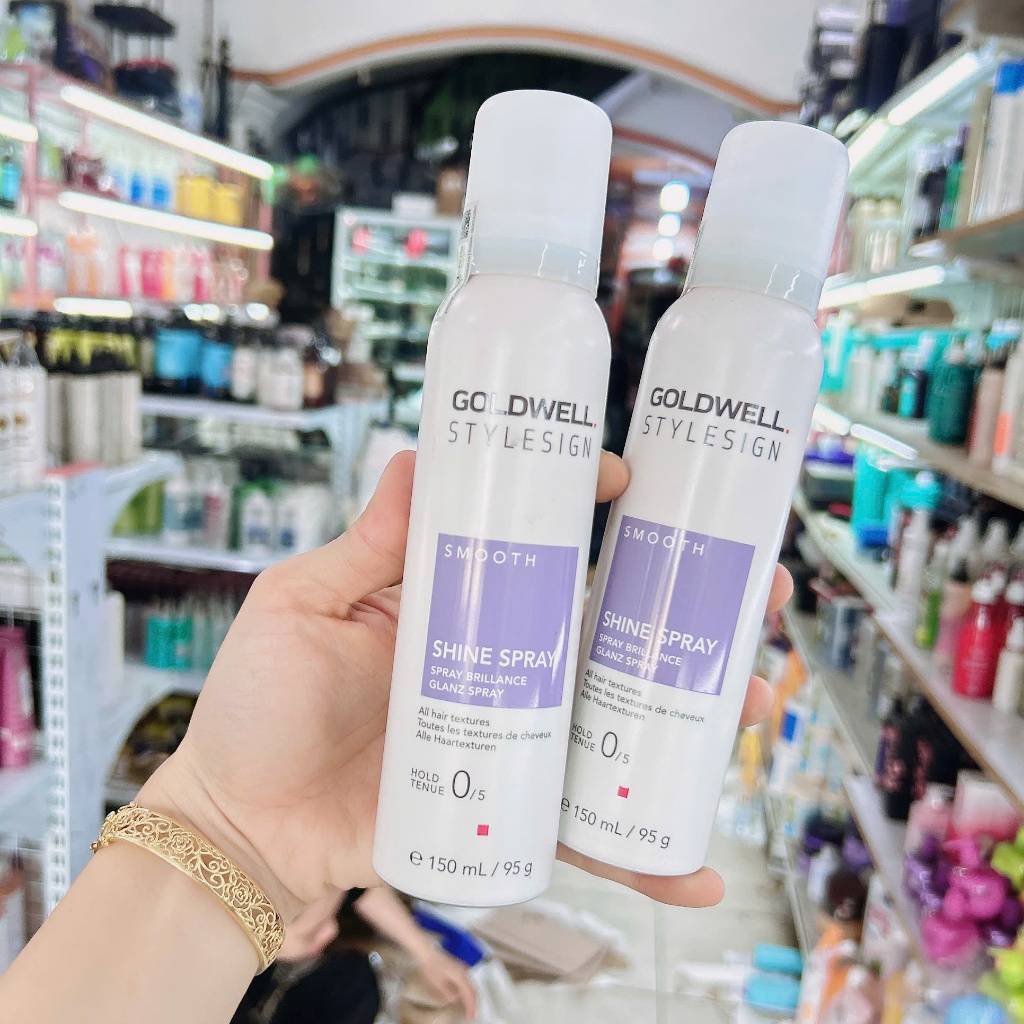 GOLDWELL.
STYLESIGN
SMOOTH
SHINE SPRAY
SPRAY BRILLANCE
GLANZ SPRAY
All hair textures
Toutes les textures de cheveux
Alle Haartexturen
HOLD
TENUE 0/5
e 150 mL / 95 g
GOLDWELL.
STYLESIGN
SMOOTH
SHINE SPRAY
SPRAY BRILLANCE
GLANZ SPRAY
All hair textures
Toutes les textures de cheveux
Alle Haartexturen
HOLD
TENUE 0/5
e 150 mL / 95 g